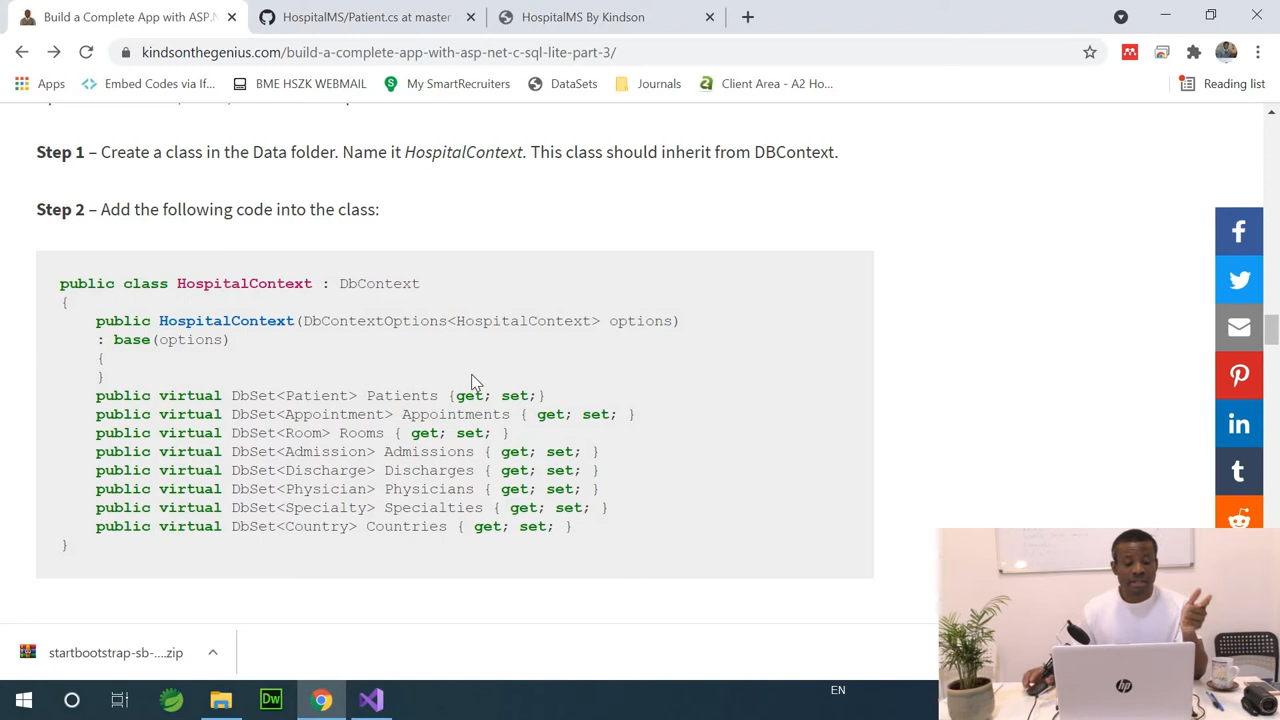 Build a Complete App with ASP.N
HospitalMS/Patient.cs at master
HospitalMS By Kindson
kindsonthegenius.com/build-a-complete-app-with-asp-net-c-sql-lite-part-3/
Apps
Embed Codes via If...
BME HSZK WEBMAIL
My SmartRecruiters
DataSets
Journals
Client Area - A2 Ho...
Reading list
Step 1 – Create a class in the Data folder. Name it HospitalContext. This class should inherit from DBContext.
Step 2 – Add the following code into the class:
public class HospitalContext : DbContext
{
public HospitalContext(DbContextOptions<HospitalContext> options)
: base(options)
{
}
public virtual DbSet<Patient> Patients {get; set;}
public virtual DbSet<Appointment> Appointments { get; set; }
public virtual DbSet<Room> Rooms { get; set; }
public virtual DbSet<Admission> Admissions { get; set; }
public virtual DbSet<Discharge> Discharges { get; set; }
public virtual DbSet<Physician> Physicians { get; set; }
public virtual DbSet<Specialty> Specialties { get; set; }
public virtual DbSet<Country> Countries { get; set; }
}
startbootstrap-sb-....zip
Dw
EN
hp